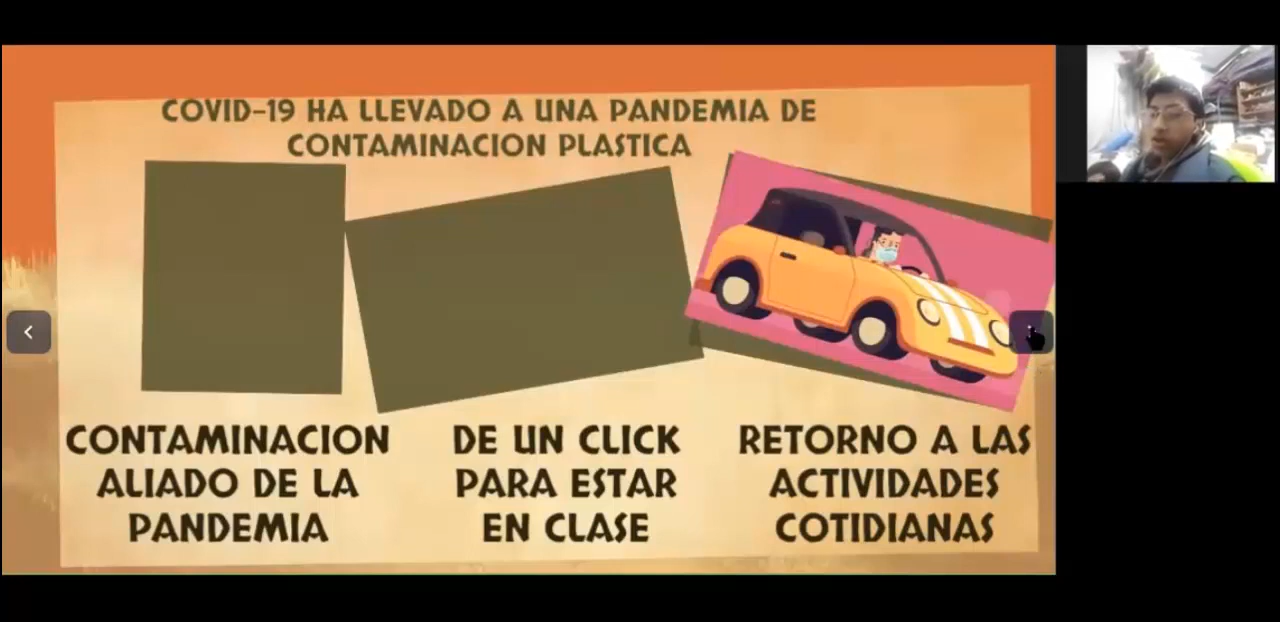 COVID-19 HA LLEVADO A UNA PANDEMIA DE
CONTAMINACION PLASTICA
CONTAMINACION
ALIADO DE LA
PANDEMIA
DE UN CLICK
PARA ESTAR
EN CLASE
RETORNO A LAS
ACTIVIDADES
COTIDIANAS